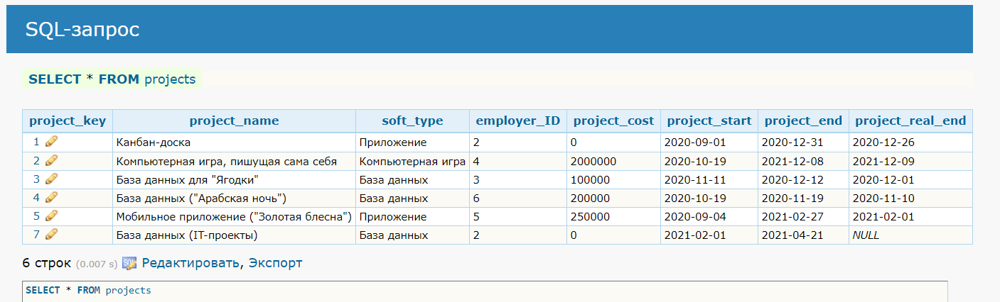 SQL-запрос
SELECT * FROM projects
project_key project_name soft_type employer_ID project_cost project_start project_end project_real_end
1 Канбан-доска Приложение 2 0 2020-09-01 2020-12-31 2020-12-26
2 Компьютерная игра, пишущая сама себя Компьютерная игра 4 2000000 2020-10-19 2021-12-08 2021-12-09
3 База данных для "Ягодки" База данных 3 100000 2020-11-11 2020-12-12 2020-12-01
4 База данных ("Арабская ночь") База данных 6 200000 2020-10-19 2020-11-19 2020-11-10
5 Мобильное приложение ("Золотая блесна") Приложение 5 250000 2020-09-04 2021-02-27 2021-02-01
7 База данных (IT-проекты) База данных 2 0 2021-02-01 2021-04-21 NULL
6 строк (0.007 s) SQL Редактировать, Экспорт
SELECT * FROM projects